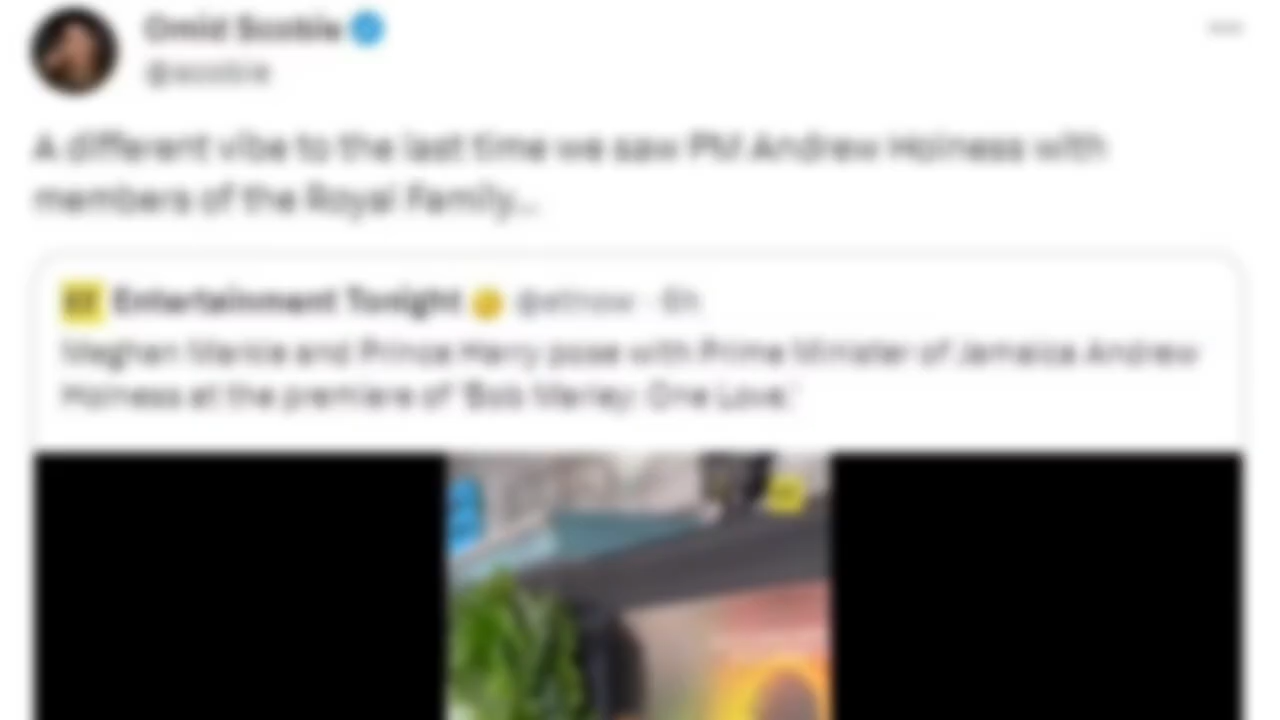 Omid Scobie
@scobie
A different vibe to the last time we saw PM Andrew Holness with
members of the Royal Family...
ET Entertainment Tonight @etnow · 6h
Meghan Markle and Prince Harry pose with Prime Minister of Jamaica Andrew
Holness at the premiere of 'Bob Marley: One Love.'